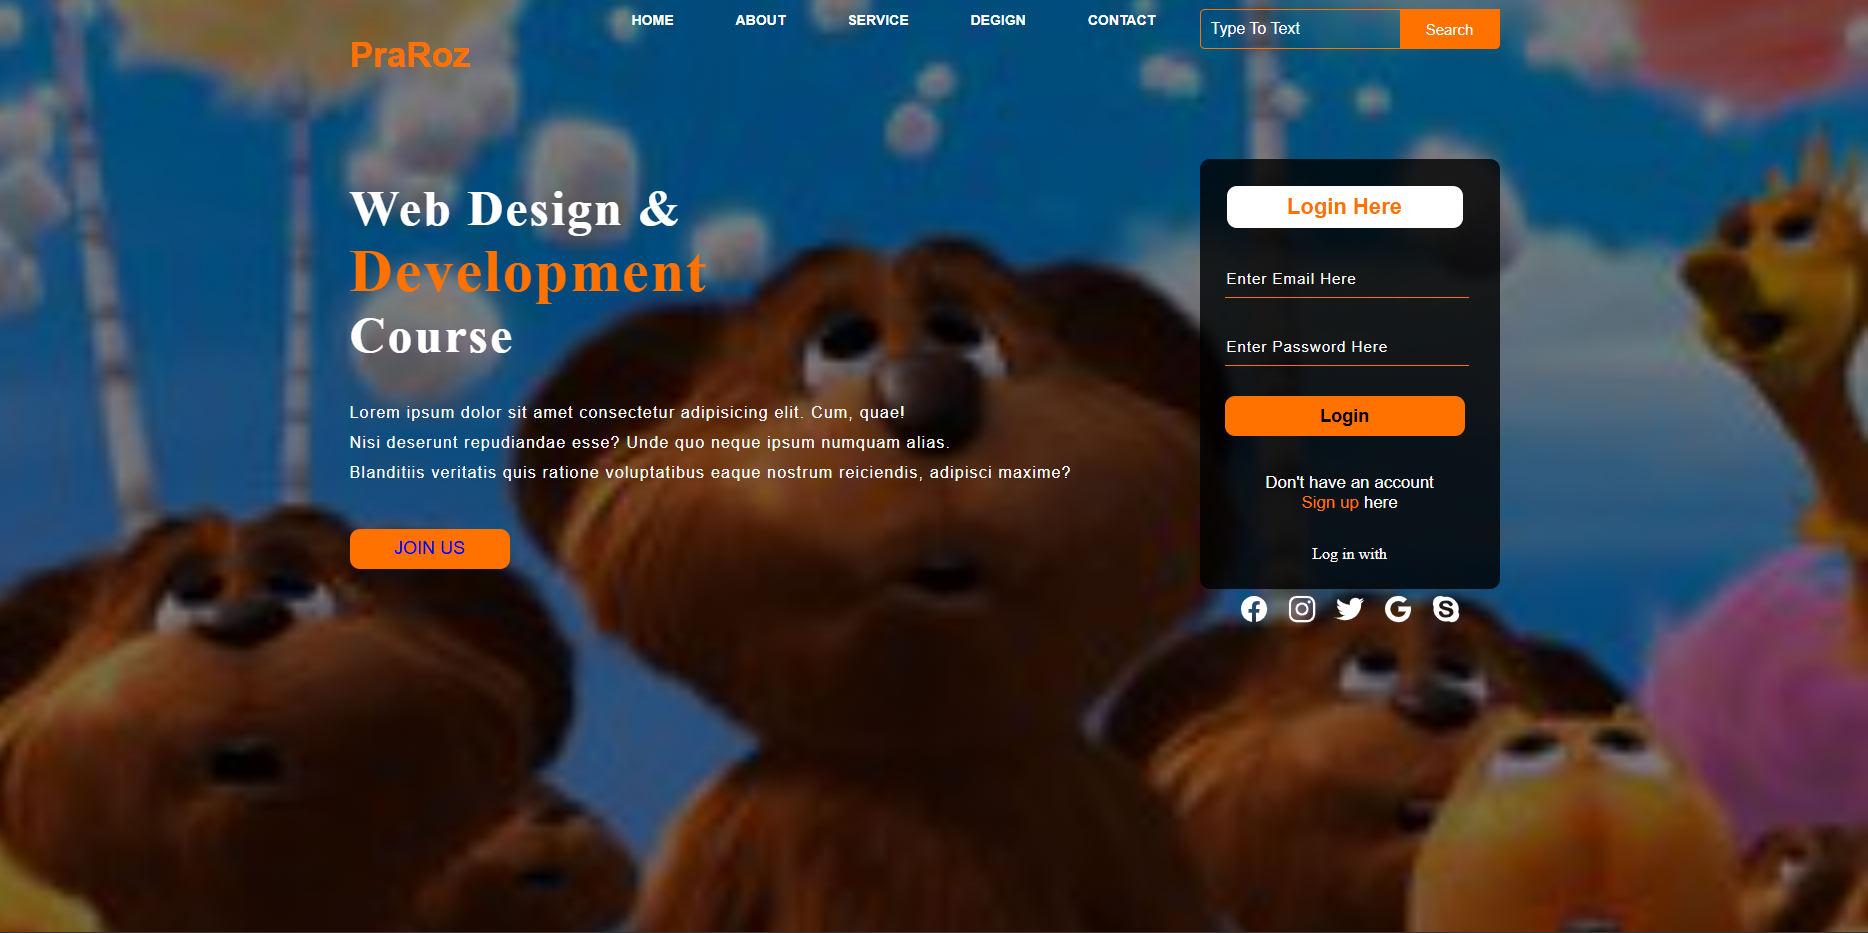 HOME ABOUT SERVICE DEGIGN CONTACT
Type To Text Search
PraRoz
Web Design &
Development
Course
Lorem ipsum dolor sit amet consectetur adipisicing elit. Cum, quae!
Nisi deserunt repudiandae esse? Unde quo neque ipsum numquam alias.
Blanditiis veritatis quis ratione voluptatibus eaque nostrum reiciendis, adipisci maxime?
JOIN US
Login Here
Enter Email Here
Enter Password Here
Login
Don't have an account
Sign up here
Log in with